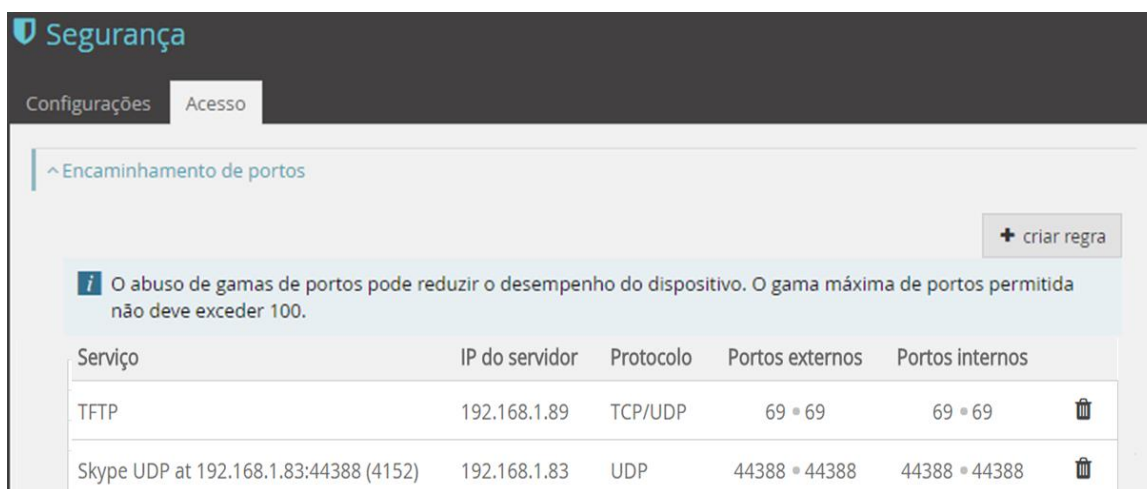 Segurança
Configurações Acesso
Encaminhamento de portos
+ criar regra
i O abuso de gamas de portos pode reduzir o desempenho do dispositivo. O gama máxima de portos permitida
não deve exceder 100.
Serviço IP do servidor Protocolo Portos externos Portos internos
TFTP 192.168.1.89 TCP/UDP 69 • 69 69 • 69
Skype UDP at 192.168.1.83:44388 (4152) 192.168.1.83 UDP 44388 • 44388 44388 • 44388